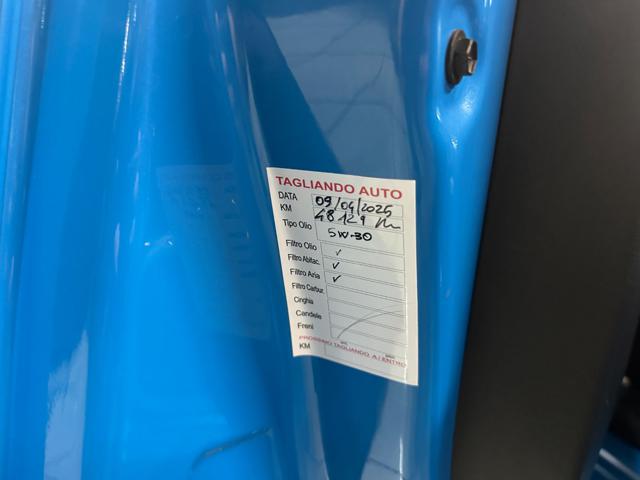 TAGLIANDO AUTO
DATA 09/04/2025
KM 48129 Km
Tipo Olio 5W-30
Filtro Olio ✓
Filtro Abitac. ✓
Filtro Aria ✓
Filtro Carbur.
Cinghia
Candele
Freni
PROSSIMO TAGLIANDO A / ENTRO
KM